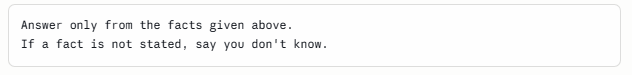 Answer only from the facts given above.
If a fact is not stated, say you don't know.